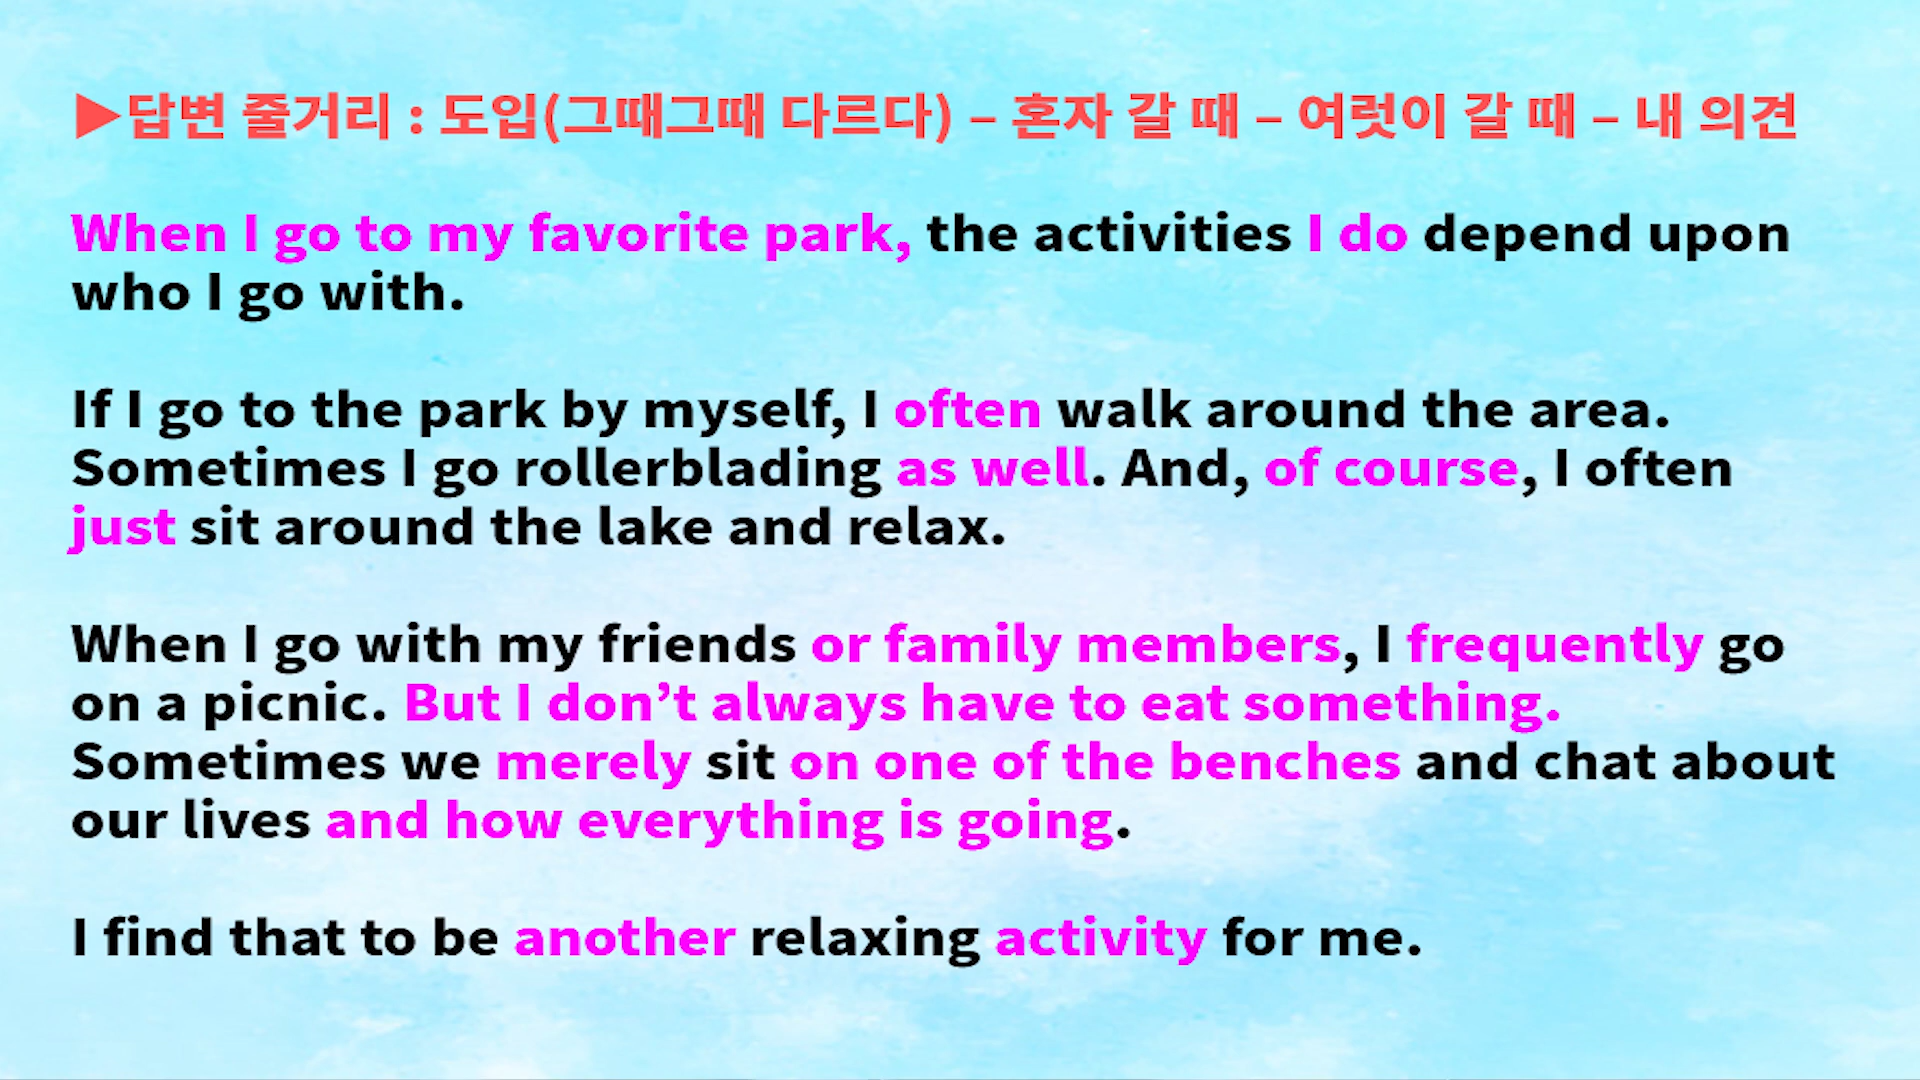 ▶답변 줄거리 : 도입(그때그때 다르다) – 혼자 갈 때 – 여럿이 갈 때 – 내 의견
When I go to my favorite park, the activities I do depend upon
who I go with.
If I go to the park by myself, I often walk around the area.
Sometimes I go rollerblading as well. And, of course, I often
just sit around the lake and relax.
When I go with my friends or family members, I frequently go
on a picnic. But I don’t always have to eat something.
Sometimes we merely sit on one of the benches and chat about
our lives and how everything is going.
I find that to be another relaxing activity for me.